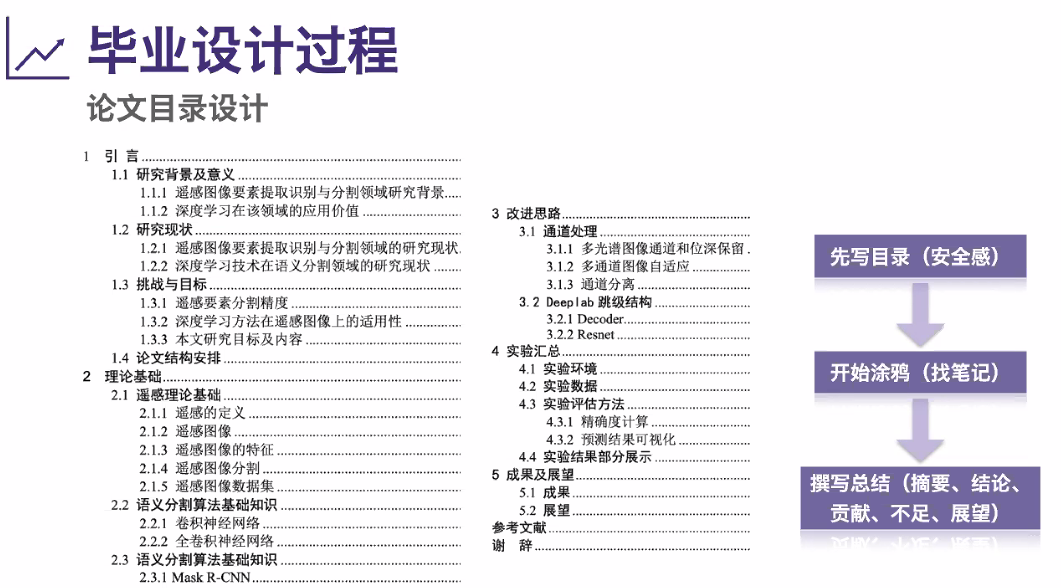 毕业设计过程
论文目录设计
1 引 言
1.1 研究背景及意义
1.1.1 遥感图像要素提取识别与分割领域研究背景
1.1.2 深度学习在该领域的应用价值
1.2 研究现状
1.2.1 遥感图像要素提取识别与分割领域的研究现状
1.2.2 深度学习技术在语义分割领域的研究现状
1.3 挑战与目标
1.3.1 遥感要素分割精度
1.3.2 深度学习方法在遥感图像上的适用性
1.3.3 本文研究目标及内容
1.4 论文结构安排
2 理论基础
2.1 遥感理论基础
2.1.1 遥感的定义
2.1.2 遥感图像
2.1.3 遥感图像的特征
2.1.4 遥感图像分割
2.1.5 遥感图像数据集
2.2 语义分割算法基础知识
2.2.1 卷积神经网络
2.2.2 全卷积神经网络
2.3 语义分割算法基础知识
2.3.1 Mask R-CNN
3 改进思路
3.1 通道处理
3.1.1 多光谱图像通道和位深保留
3.1.2 多通道图像自适应
3.1.3 通道分离
3.2 Deeplab 跳级结构
3.2.1 Decoder
3.2.2 Resnet
4 实验汇总
4.1 实验环境
4.2 实验数据
4.3 实验评估方法
4.3.1 精确度计算
4.3.2 预测结果可视化
4.4 实验结果部分展示
5 成果及展望
5.1 成果
5.2 展望
参考文献
谢 辞
先写目录（安全感）
开始涂鸦（找笔记）
撰写总结（摘要、结论、
贡献、不足、展望）